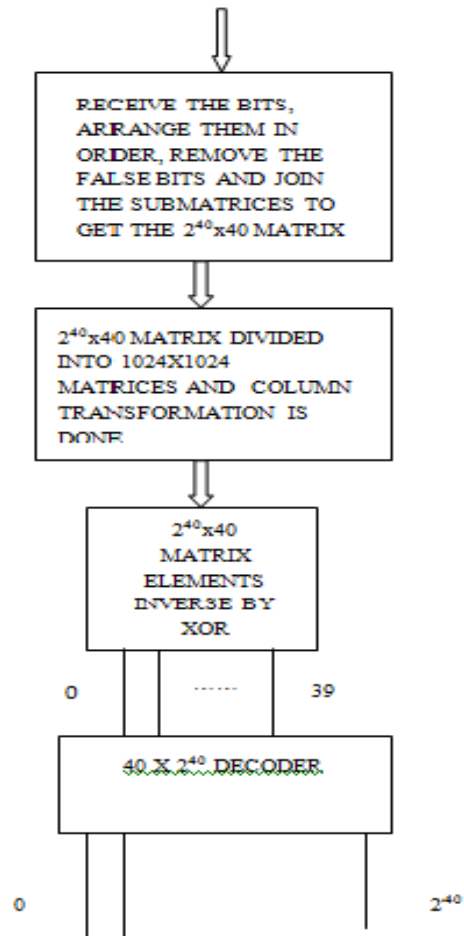 RECEIVE THE BITS,
ARRANGE THEM IN
ORDER, REMOVE THE
FALSE BITS AND JOIN
THE SUBMATRICES TO
GET THE 2⁴⁰x40 MATRIX
2⁴⁰x40 MATRIX DIVIDED
INTO 1024X1024
MATRICES AND COLUMN
TRANSFORMATION IS
DONE
2⁴⁰x40
MATRIX
ELEMENTS
INVERSE BY
XOR
0 ...... 39
40 X 2⁴⁰ DECODER
0 2⁴⁰